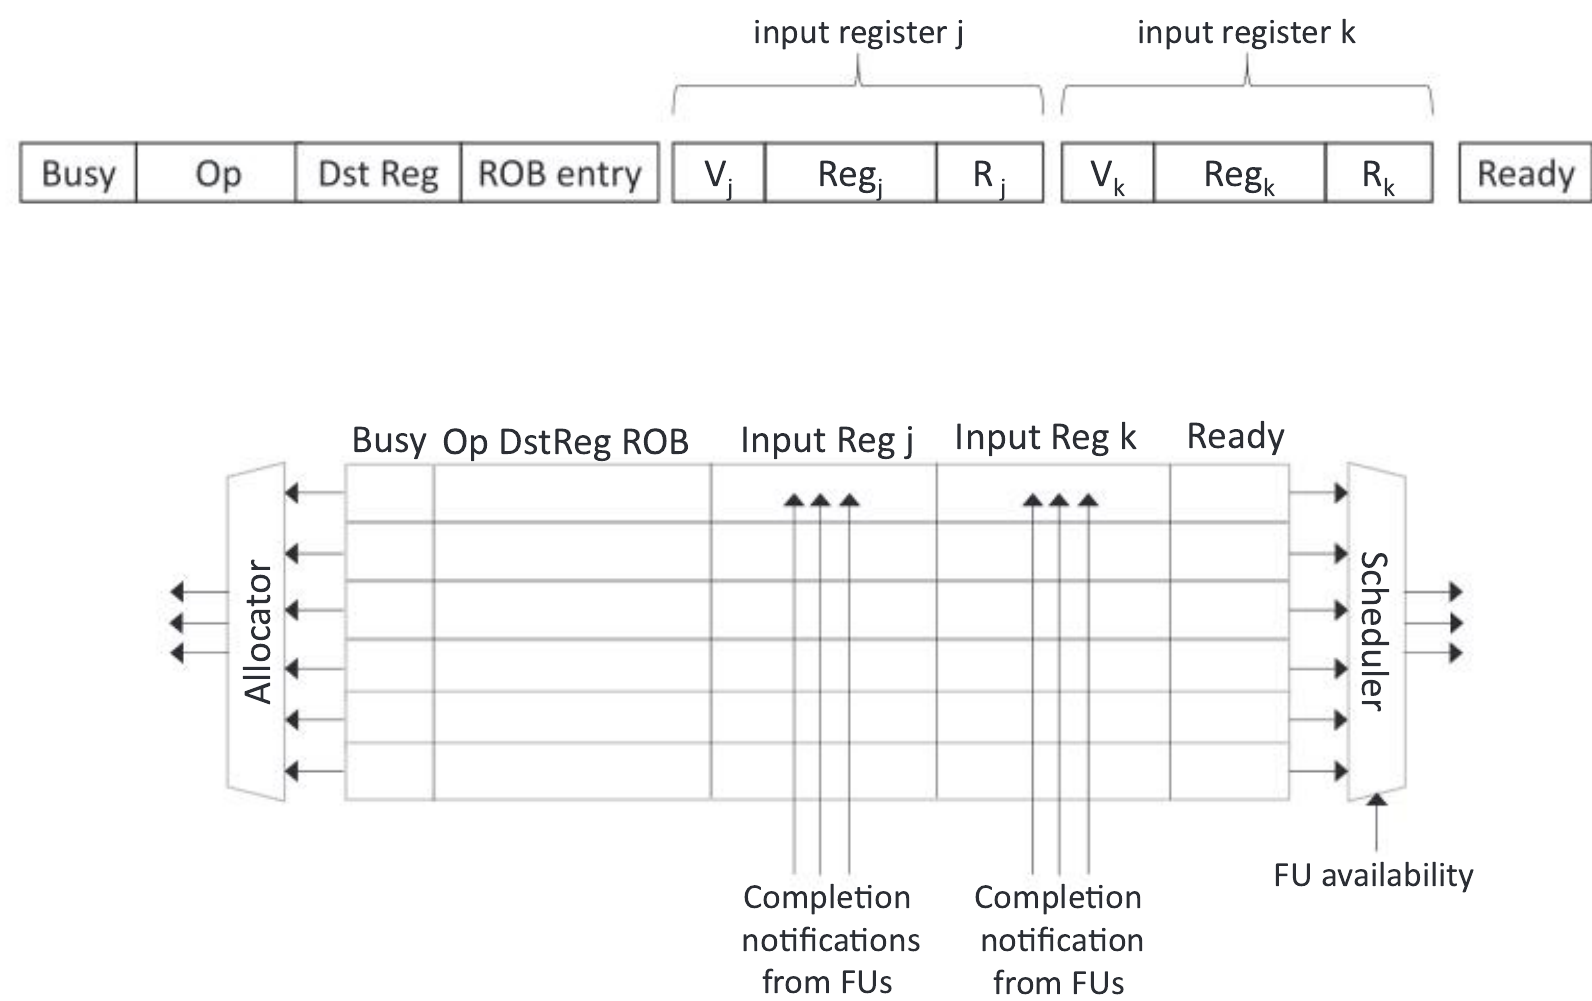 input register j
input register k
Busy
Op
Dst Reg
ROB entry
Vj
Regj
R j
Vk
Regk
Rk
Ready
Busy
Op DstReg ROB
Input Reg j
Input Reg k
Ready
Allocator
Scheduler
FU availability
Completion
notifications
from FUs
Completion
notification
from FUs